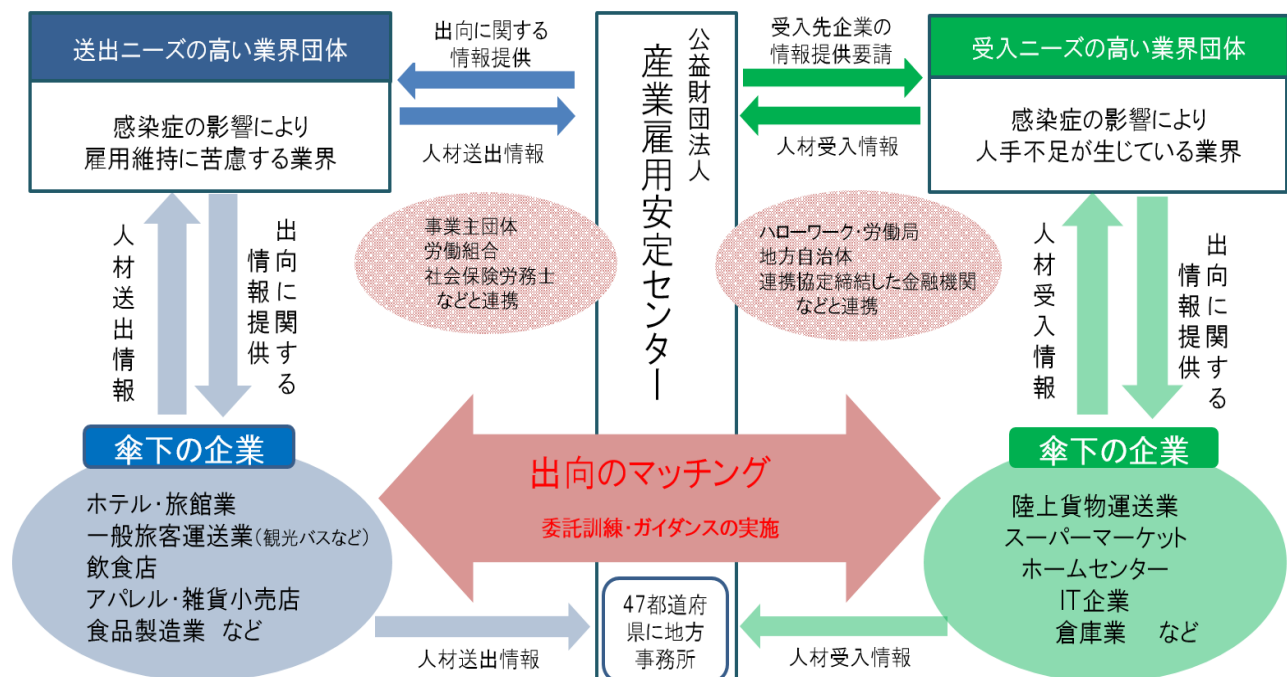 送出ニーズの高い業界団体
感染症の影響により
雇用維持に苦慮する業界
出向に関する
情報提供
人材送出情報
公益財団法人
産業雇用安定センター
受入先企業の
情報提供要請
人材受入情報
受入ニーズの高い業界団体
感染症の影響により
人手不足が生じている業界
事業主団体
労働組合
社会保険労務士
などと連携
ハローワーク・労働局
地方自治体
連携協定締結した金融機関
などと連携
人材送出情報
出向に関する
情報提供
人材受入情報
出向に関する
情報提供
傘下の企業
ホテル・旅館業
一般旅客運送業(観光バスなど)
飲食店
アパレル・雑貨小売店
食品製造業 など
出向のマッチング
委託訓練・ガイダンスの実施
傘下の企業
陸上貨物運送業
スーパーマーケット
ホームセンター
IT企業
倉庫業 など
人材送出情報
47都道府
県に地方
事務所
人材受入情報